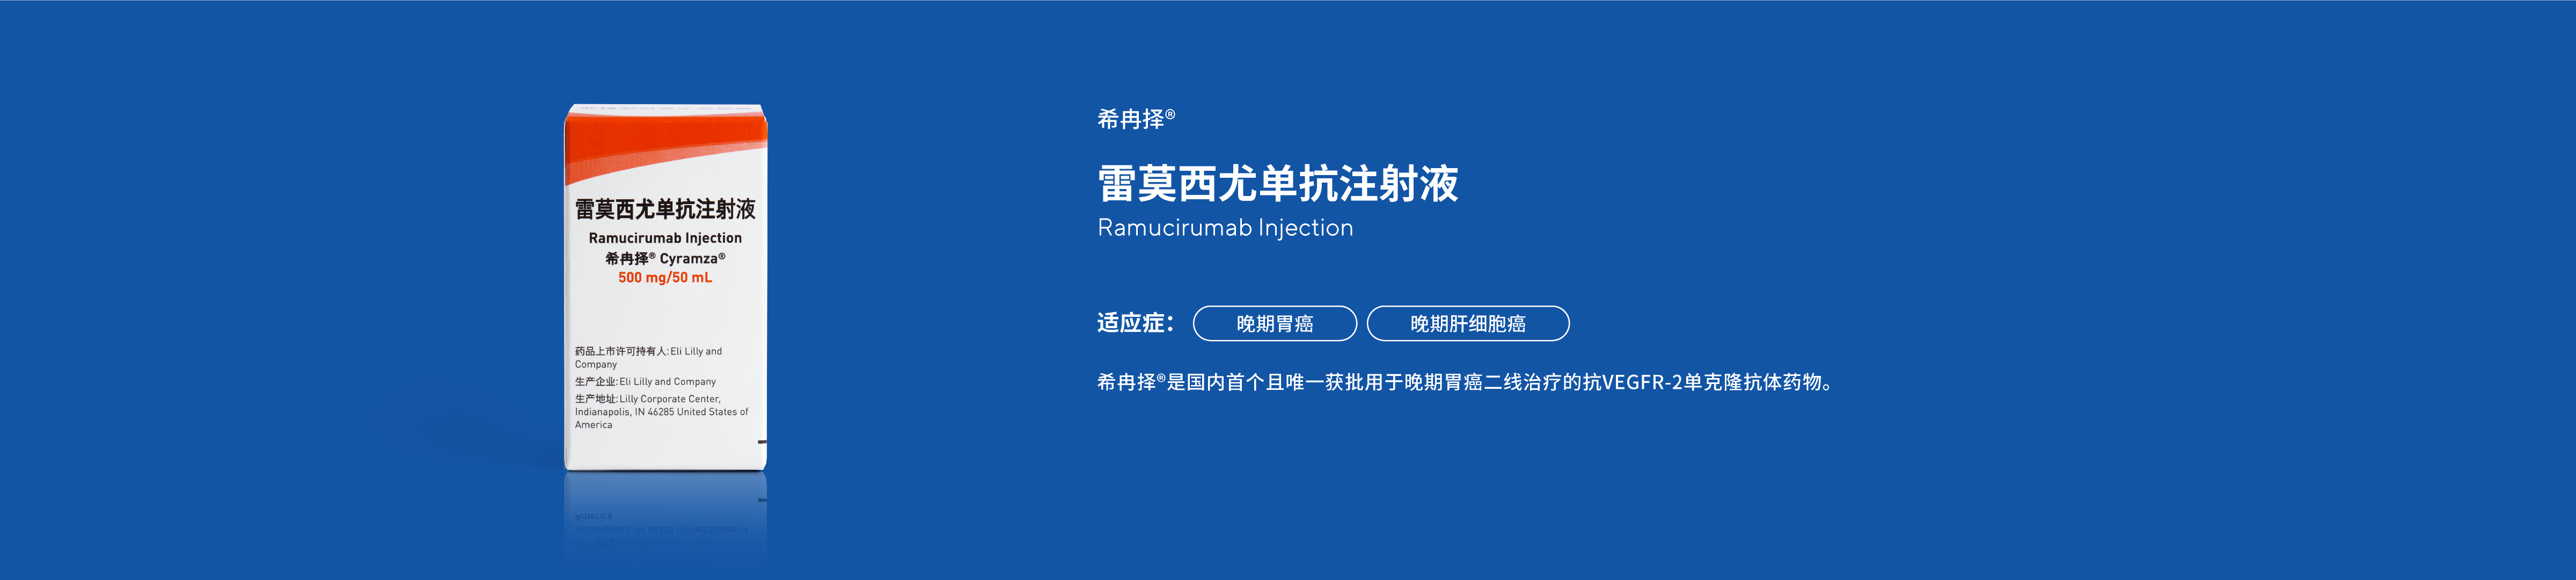 雷莫西尤单抗注射液
Ramucirumab Injection
希冉择® Cyramza®
500 mg/50 mL
药品上市许可持有人:Eli Lilly and
Company
生产企业:Eli Lilly and Company
生产地址:Lilly Corporate Center,
Indianapolis, IN 46285 United States of
America
希冉择®
雷莫西尤单抗注射液
Ramucirumab Injection
适应症：
晚期胃癌
晚期肝细胞癌
希冉择®是国内首个且唯一获批用于晚期胃癌二线治疗的抗VEGFR-2单克隆抗体药物。